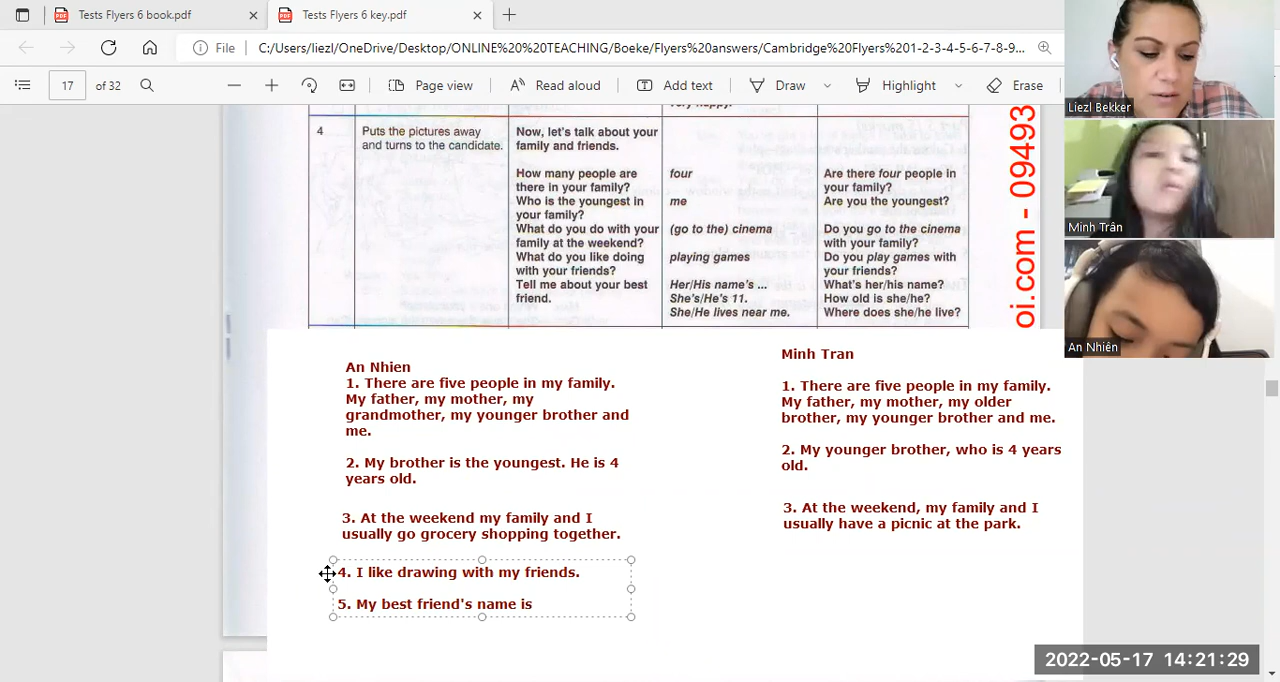 Tests Flyers 6 book.pdf
Tests Flyers 6 key.pdf
File
C:/Users/liezl/OneDrive/Desktop/ONLINE%20%20TEACHING/Boeke/Flyers%20answers/Cambridge%20Flyers%201-2-3-4-5-6-7-8-9...
17 of 32
Page view
Read aloud
Add text
Draw
Highlight
Erase
Liezl Bekker
Minh Trân
An Nhiên
very happy.
4
Puts the pictures away
and turns to the candidate.
Now, let's talk about your
family and friends.
How many people are
there in your family?
Who is the youngest in
your family?
What do you do with your
family at the weekend?
What do you like doing
with your friends?
Tell me about your best
friend.
four
me
(go to the) cinema
playing games
Her/His name's ...
She's/He's 11.
She/He lives near me.
Are there four people in
your family?
Are you the youngest?
Do you go to the cinema
with your family?
Do you play games with
your friends?
What's her/his name?
How old is she/he?
Where does she/he live?
oi.com - 09493
An Nhien
1. There are five people in my family.
My father, my mother, my
grandmother, my younger brother and
me.
2. My brother is the youngest. He is 4
years old.
3. At the weekend my family and I
usually go grocery shopping together.
4. I like drawing with my friends.
5. My best friend's name is
Minh Tran
1. There are five people in my family.
My father, my mother, my older
brother, my younger brother and me.
2. My younger brother, who is 4 years
old.
3. At the weekend, my family and I
usually have a picnic at the park.
2022-05-17 14:21:29